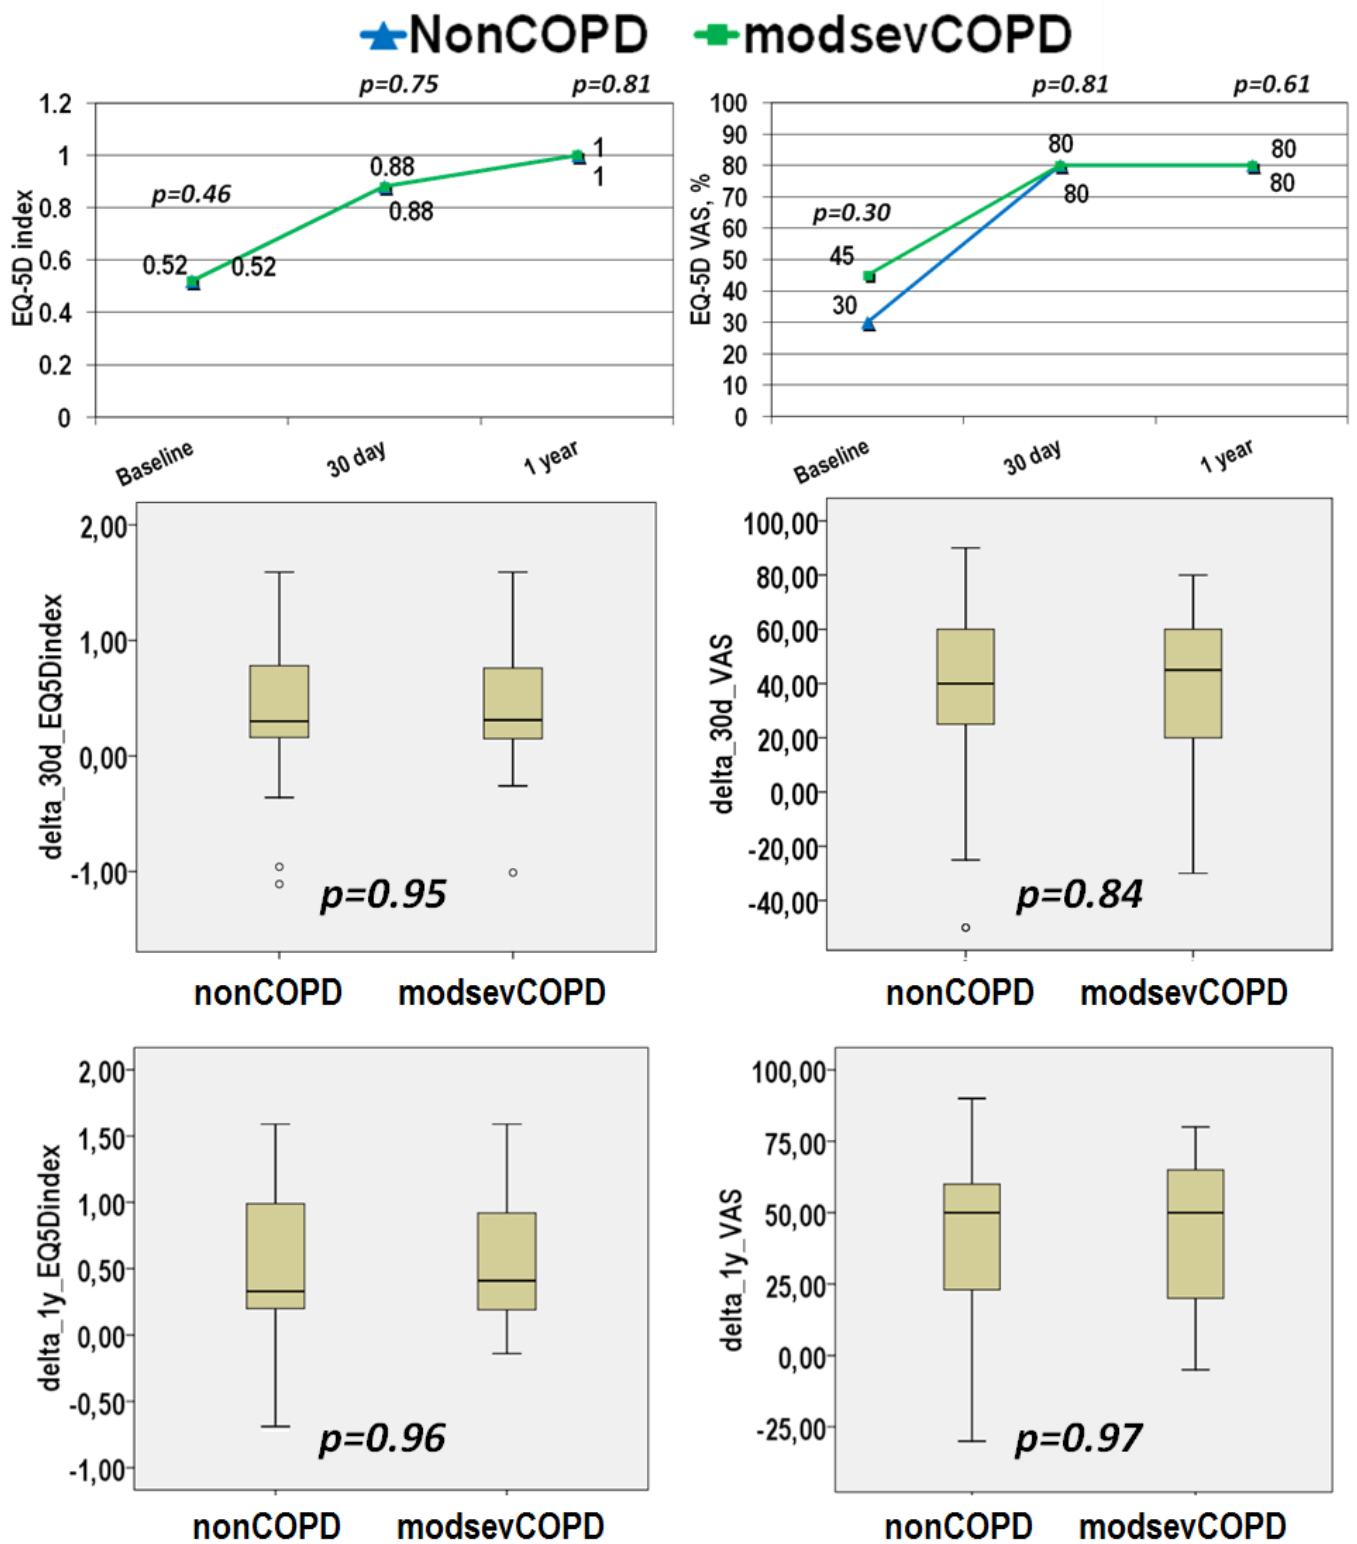 NonCOPD modsevCOPD
p=0.75 p=0.81
1.2
1
0.8
0.6
0.4
0.2
0
EQ-5D index
p=0.46
0.52 0.52
0.88
0.88
1
1
Baseline 30 day 1 year
p=0.81 p=0.61
100
90
80
70
60
50
40
30
20
10
0
EQ-5D VAS, %
p=0.30
45
30
80
80
80
80
Baseline 30 day 1 year
2,00
1,00
0,00
-1,00
delta_30d_EQ5Dindex
p=0.95
nonCOPD modsevCOPD
100,00
80,00
60,00
40,00
20,00
0,00
-20,00
-40,00
delta_30d_VAS
p=0.84
nonCOPD modsevCOPD
2,00
1,50
1,00
0,50
0,00
-0,50
-1,00
delta_1y_EQ5Dindex
p=0.96
nonCOPD modsevCOPD
100,00
75,00
50,00
25,00
0,00
-25,00
delta_1y_VAS
p=0.97
nonCOPD modsevCOPD